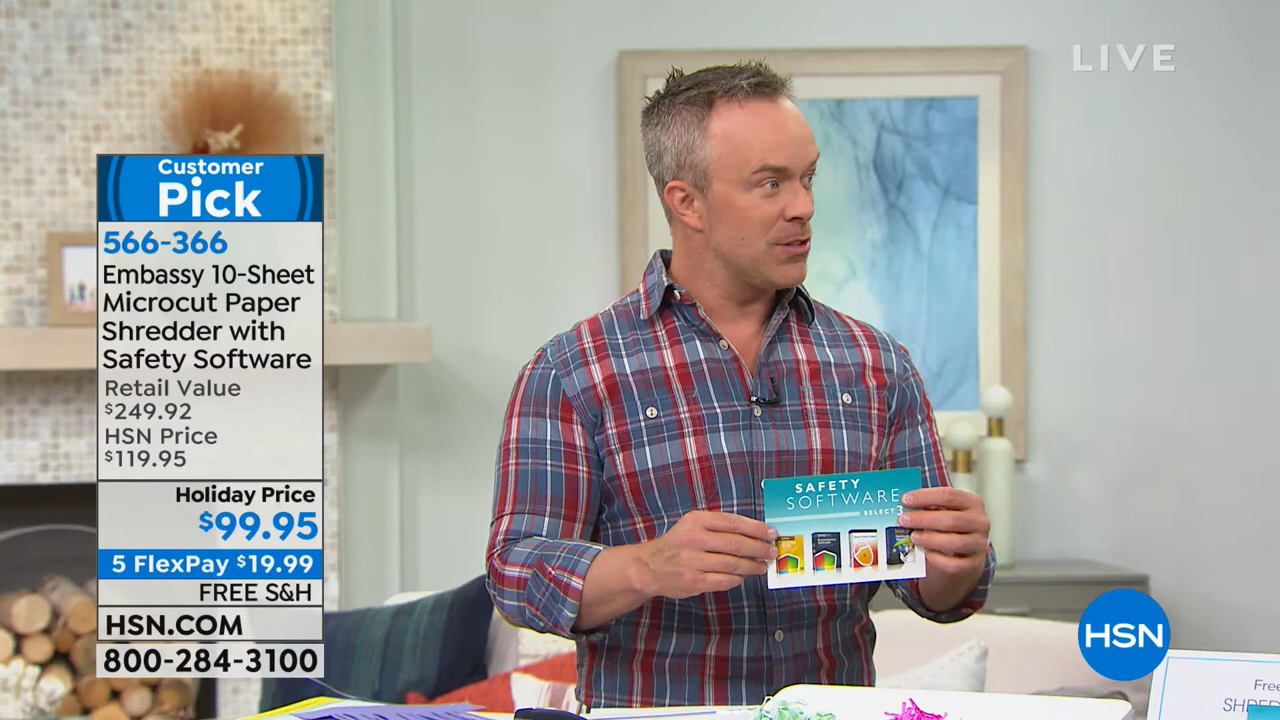 LIVE
Customer
Pick
566-366
Embassy 10-Sheet
Microcut Paper
Shredder with
Safety Software
Retail Value
$249.92
HSN Price
$119.95
Holiday Price
$99.95
5 FlexPay $19.99
FREE S&H
HSN.COM
800-284-3100
SAFETY
SOFTWARE
SELECT 3
HSN
Free
SHRED